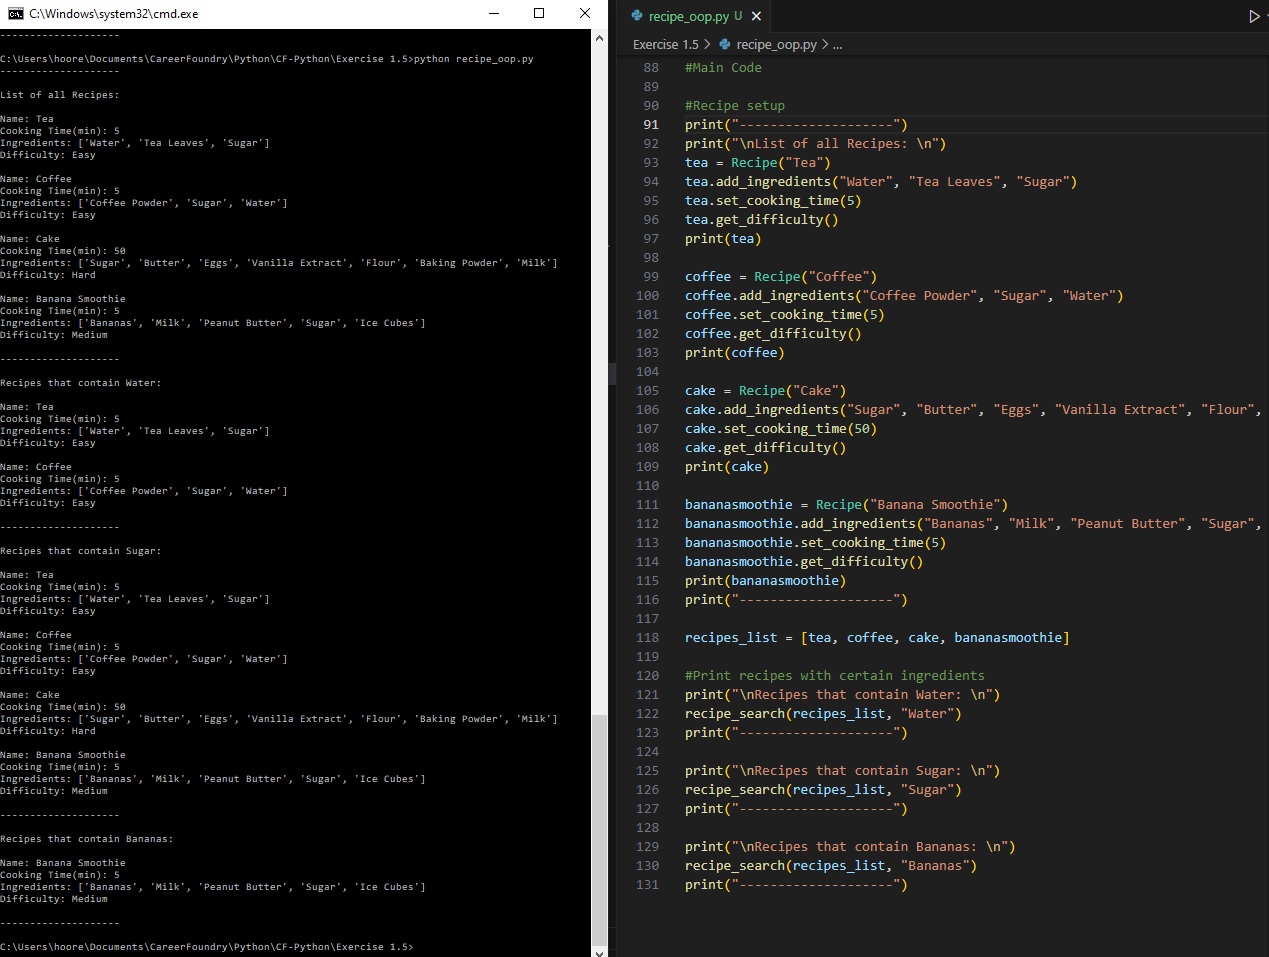 C:\Windows\system32\cmd.exe
--------------------
C:\Users\hoore\Documents\CareerFoundry\Python\CF-Python\Exercise 1.5>python recipe_oop.py
--------------------
List of all Recipes:
Name: Tea
Cooking Time(min): 5
Ingredients: ['Water', 'Tea Leaves', 'Sugar']
Difficulty: Easy
Name: Coffee
Cooking Time(min): 5
Ingredients: ['Coffee Powder', 'Sugar', 'Water']
Difficulty: Easy
Name: Cake
Cooking Time(min): 50
Ingredients: ['Sugar', 'Butter', 'Eggs', 'Vanilla Extract', 'Flour', 'Baking Powder', 'Milk']
Difficulty: Hard
Name: Banana Smoothie
Cooking Time(min): 5
Ingredients: ['Bananas', 'Milk', 'Peanut Butter', 'Sugar', 'Ice Cubes']
Difficulty: Medium
--------------------
Recipes that contain Water:
Name: Tea
Cooking Time(min): 5
Ingredients: ['Water', 'Tea Leaves', 'Sugar']
Difficulty: Easy
Name: Coffee
Cooking Time(min): 5
Ingredients: ['Coffee Powder', 'Sugar', 'Water']
Difficulty: Easy
--------------------
Recipes that contain Sugar:
Name: Tea
Cooking Time(min): 5
Ingredients: ['Water', 'Tea Leaves', 'Sugar']
Difficulty: Easy
Name: Coffee
Cooking Time(min): 5
Ingredients: ['Coffee Powder', 'Sugar', 'Water']
Difficulty: Easy
Name: Cake
Cooking Time(min): 50
Ingredients: ['Sugar', 'Butter', 'Eggs', 'Vanilla Extract', 'Flour', 'Baking Powder', 'Milk']
Difficulty: Hard
Name: Banana Smoothie
Cooking Time(min): 5
Ingredients: ['Bananas', 'Milk', 'Peanut Butter', 'Sugar', 'Ice Cubes']
Difficulty: Medium
--------------------
Recipes that contain Bananas:
Name: Banana Smoothie
Cooking Time(min): 5
Ingredients: ['Bananas', 'Milk', 'Peanut Butter', 'Sugar', 'Ice Cubes']
Difficulty: Medium
--------------------
C:\Users\hoore\Documents\CareerFoundry\Python\CF-Python\Exercise 1.5>
recipe_oop.py U
Exercise 1.5 > recipe_oop.py > ...
88 #Main Code
89
90 #Recipe setup
91 print("--------------------")
92 print("\nList of all Recipes: \n")
93 tea = Recipe("Tea")
94 tea.add_ingredients("Water", "Tea Leaves", "Sugar")
95 tea.set_cooking_time(5)
96 tea.get_difficulty()
97 print(tea)
98
99 coffee = Recipe("Coffee")
100 coffee.add_ingredients("Coffee Powder", "Sugar", "Water")
101 coffee.set_cooking_time(5)
102 coffee.get_difficulty()
103 print(coffee)
104
105 cake = Recipe("Cake")
106 cake.add_ingredients("Sugar", "Butter", "Eggs", "Vanilla Extract", "Flour",
107 cake.set_cooking_time(50)
108 cake.get_difficulty()
109 print(cake)
110
111 bananasmoothie = Recipe("Banana Smoothie")
112 bananasmoothie.add_ingredients("Bananas", "Milk", "Peanut Butter", "Sugar",
113 bananasmoothie.set_cooking_time(5)
114 bananasmoothie.get_difficulty()
115 print(bananasmoothie)
116 print("--------------------")
117
118 recipes_list = [tea, coffee, cake, bananasmoothie]
119
120 #Print recipes with certain ingredients
121 print("\nRecipes that contain Water: \n")
122 recipe_search(recipes_list, "Water")
123 print("--------------------")
124
125 print("\nRecipes that contain Sugar: \n")
126 recipe_search(recipes_list, "Sugar")
127 print("--------------------")
128
129 print("\nRecipes that contain Bananas: \n")
130 recipe_search(recipes_list, "Bananas")
131 print("--------------------")